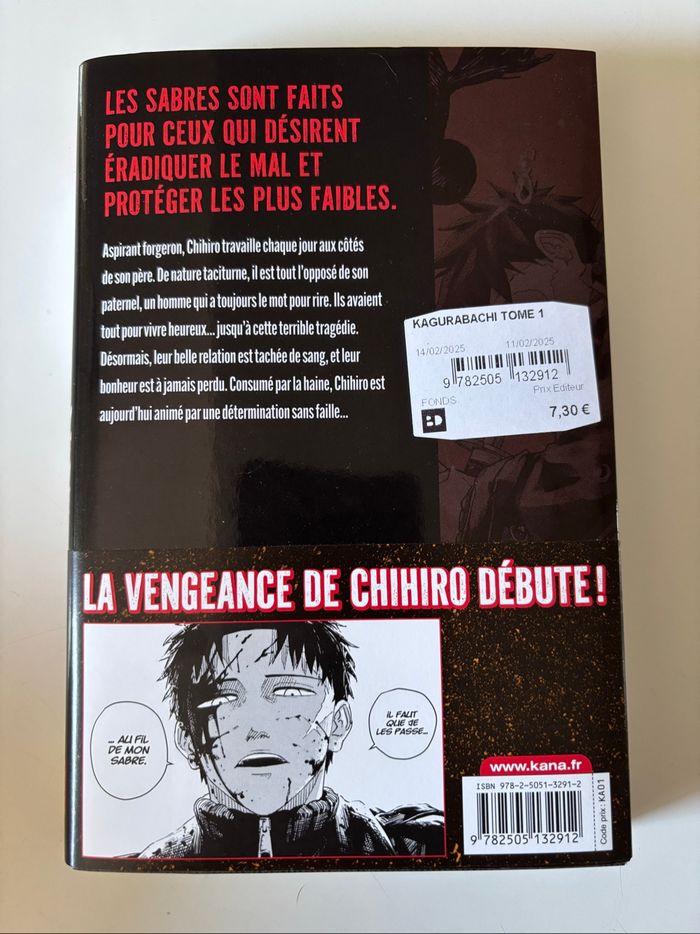 LES SABRES SONT FAITS
POUR CEUX QUI DÉSIRENT
ÉRADIQUER LE MAL ET
PROTÉGER LES PLUS FAIBLES.
Aspirant forgeron, Chihiro travaille chaque jour aux côtés
de son père. De nature taciturne, il est tout l'opposé de son
paternel, un homme qui a toujours le mot pour rire. Ils avaient
tout pour vivre heureux... jusqu'à cette terrible tragédie.
Désormais, leur belle relation est tachée de sang, et leur
bonheur est à jamais perdu. Consumé par la haine, Chihiro est
aujourd'hui animé par une détermination sans faille...
KAGURABACHI TOME 1
14/02/2025 11/02/2025
9 782505 132912
Prix Editeur
FONDS
BD
7,30 €
LA VENGEANCE DE CHIHIRO DÉBUTE !
IL FAUT
QUE JE
LES PASSE...
... AU FIL
DE MON
SABRE.
www.kana.fr
ISBN 978-2-5051-3291-2
9 782505 132912
Code prix : KA01